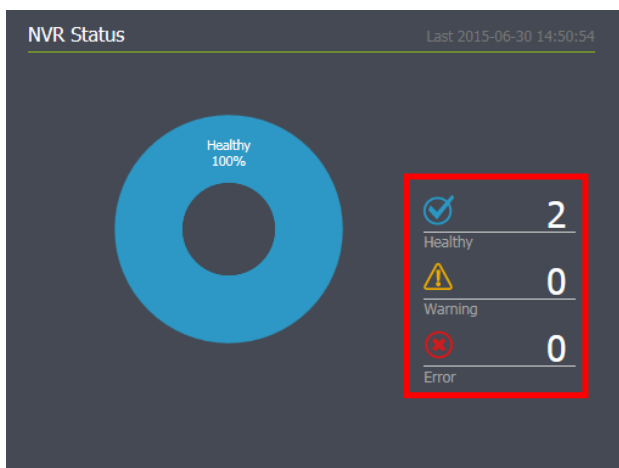 NVR Status
Last 2015-06-30 14:50:54
Healthy
100%
2
Healthy
0
Warning
0
Error